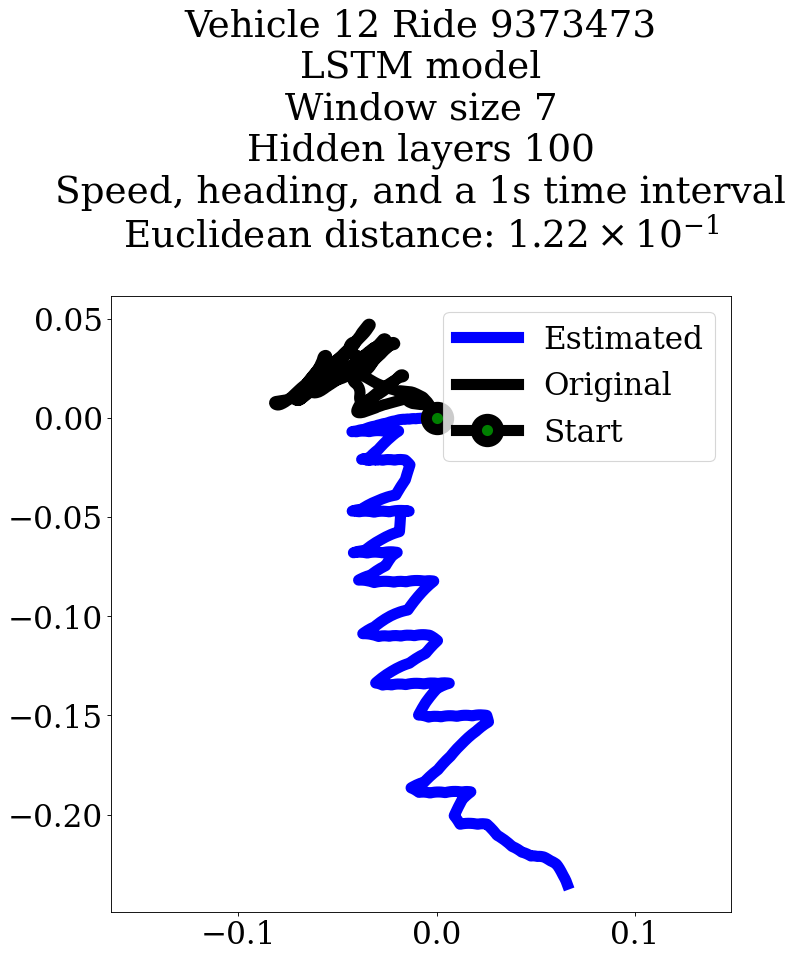 Vehicle 12 Ride 9373473
LSTM model
Window size 7
Hidden layers 100
Speed, heading, and a 1s time interval
Euclidean distance: 1.22 × 10⁻¹
Estimated
Original
Start
0.05
0.00
−0.05
−0.10
−0.15
−0.20
−0.1
0.0
0.1